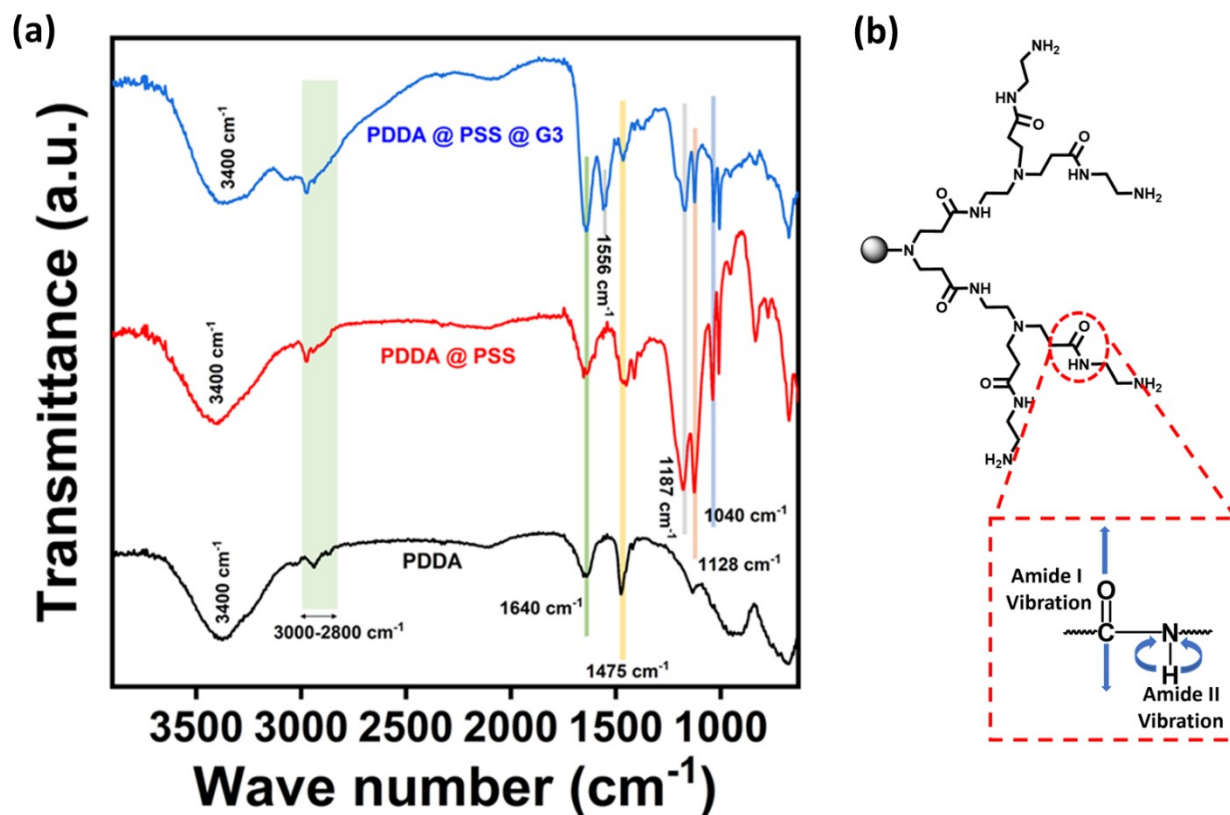 (a)
Transmittance (a.u.)
3400 cm⁻¹
PDDA @ PSS @ G3
1556 cm⁻¹
3400 cm⁻¹
PDDA @ PSS
1187 cm⁻¹
1040 cm⁻¹
1128 cm⁻¹
3400 cm⁻¹
PDDA
1640 cm⁻¹
3000-2800 cm⁻¹
1475 cm⁻¹
3500 3000 2500 2000 1500 1000
Wave number (cm⁻¹)
(b)
NH₂
HN
O
O
N
N
H
NH₂
O
N
H
N
O
NH
N
O
HN
NH₂
O
NH
H₂N
Amide I
Vibration
O
C
N
H
Amide II
Vibration